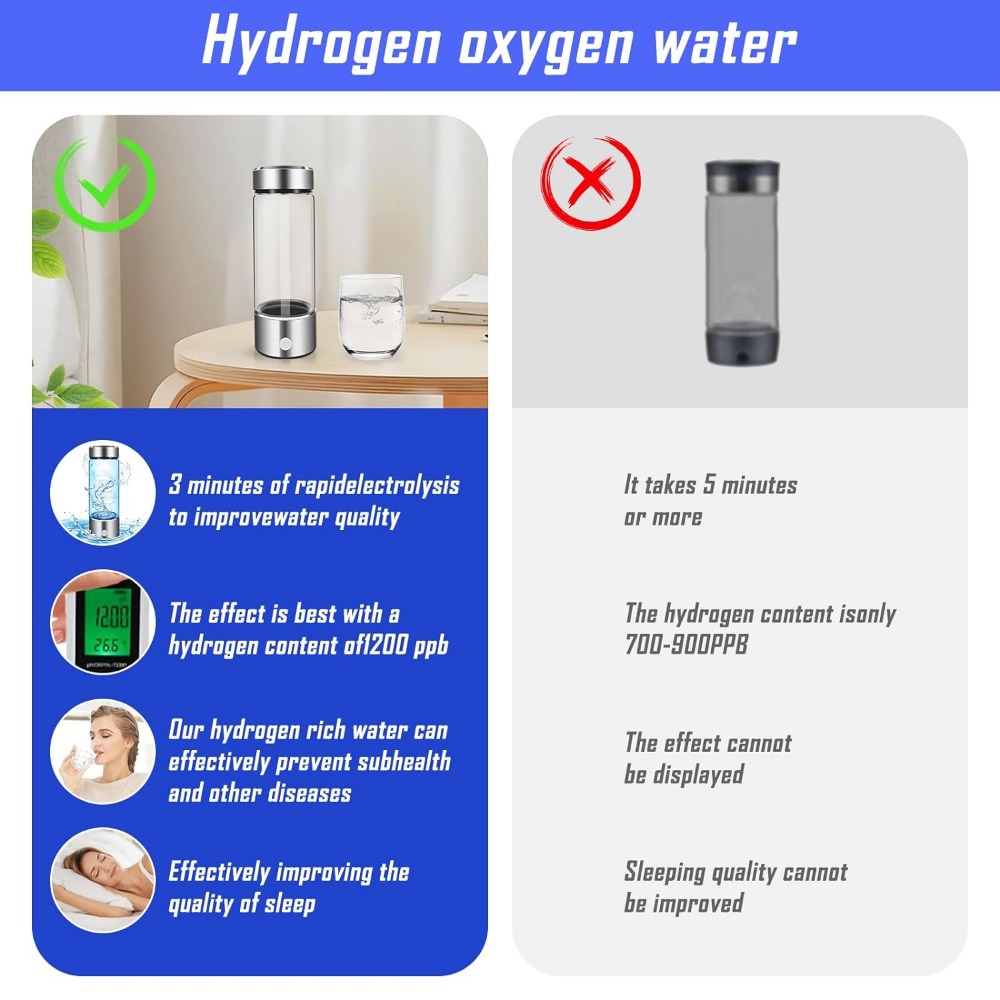 Hydrogen oxygen water
3 minutes of rapidelectrolysis
to improvewater quality
The effect is best with a
hydrogen content of1200 ppb
Our hydrogen rich water can
effectively prevent subhealth
and other diseases
Effectively improving the
quality of sleep
It takes 5 minutes
or more
The hydrogen content isonly
700-900PPB
The effect cannot
be displayed
Sleeping quality cannot
be improved
1200
26.6